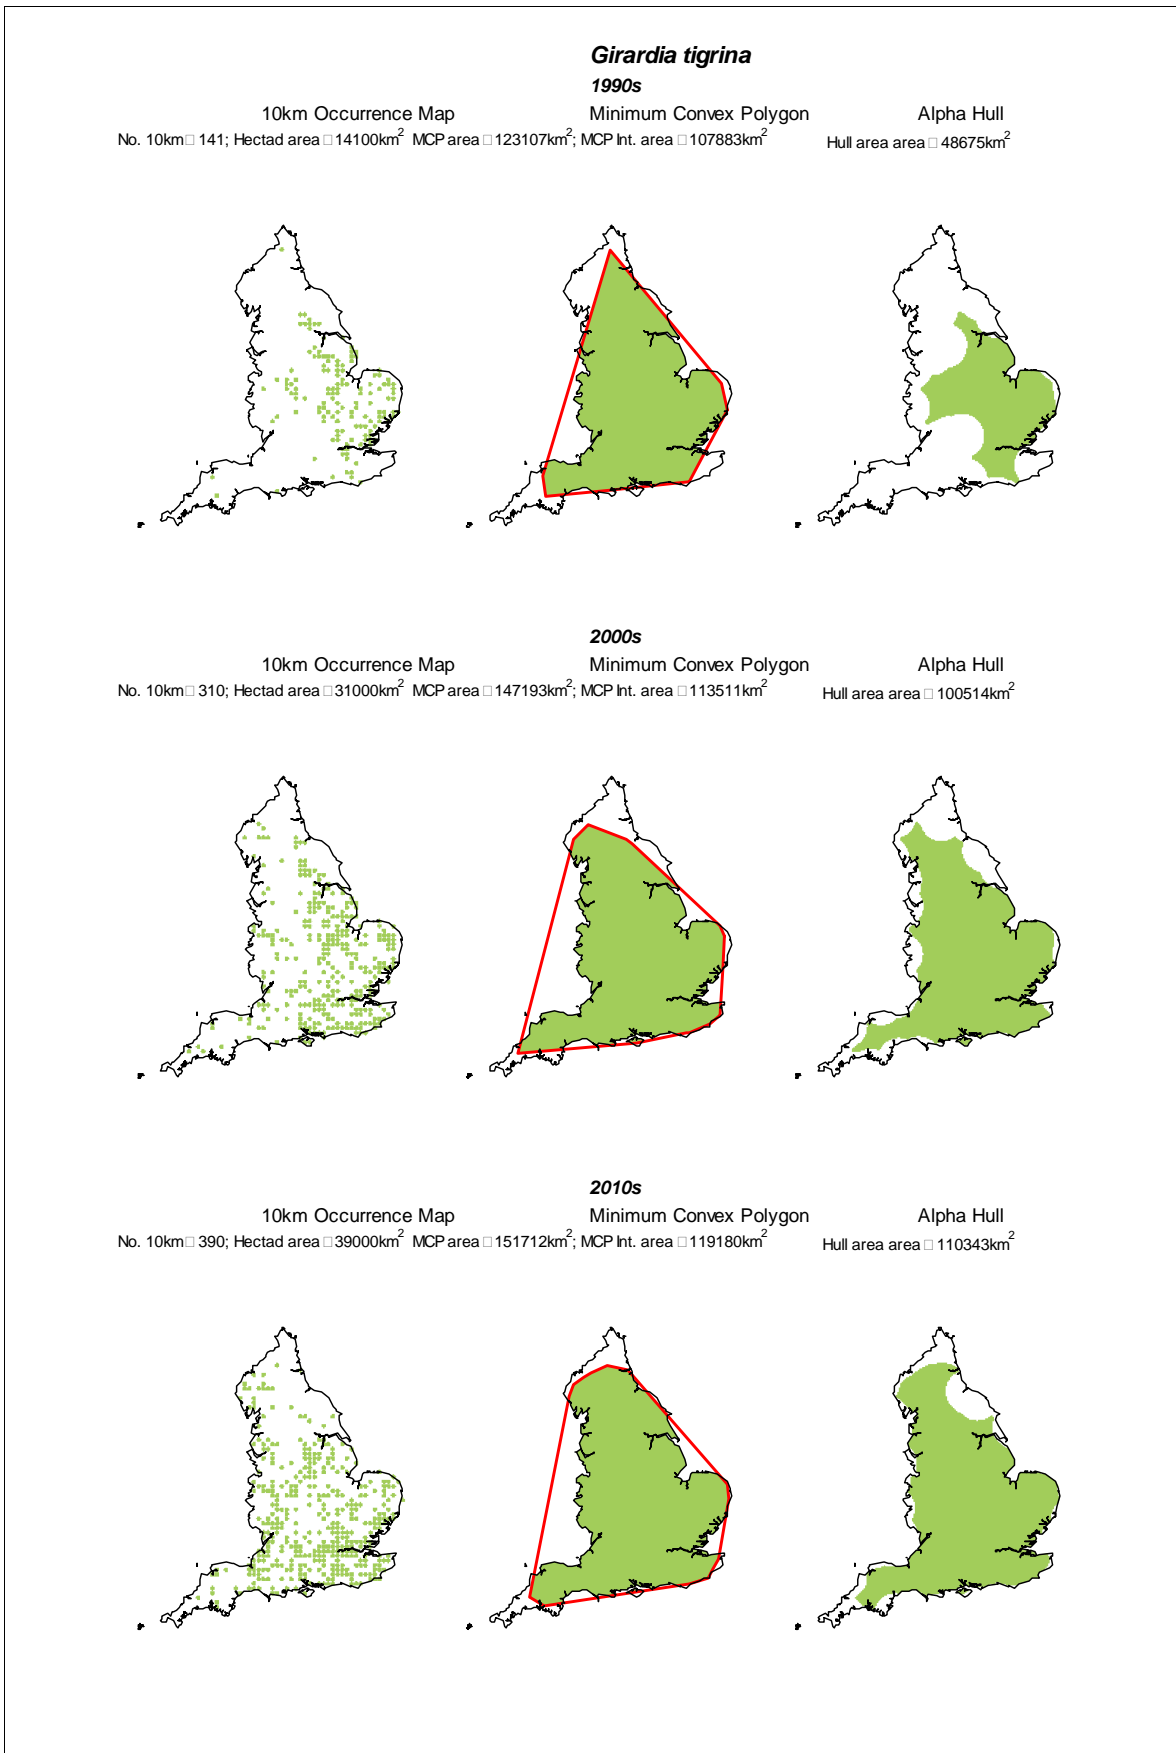 Girardia tigrina
1990s
10km Occurrence Map Minimum Convex Polygon Alpha Hull
No. 10km□ 141; Hectad area □14100km² MCP area □ 123107km²; MCP Int. area □107883km² Hull area area □ 48675km²
2000s
10km Occurrence Map Minimum Convex Polygon Alpha Hull
No. 10km□ 310; Hectad area □31000km² MCP area □ 147193km²; MCP Int. area □113511km² Hull area area □ 100514km²
2010s
10km Occurrence Map Minimum Convex Polygon Alpha Hull
No. 10km□ 390; Hectad area □39000km² MCP area □ 151712km²; MCP Int. area □119180km² Hull area area □ 110343km²